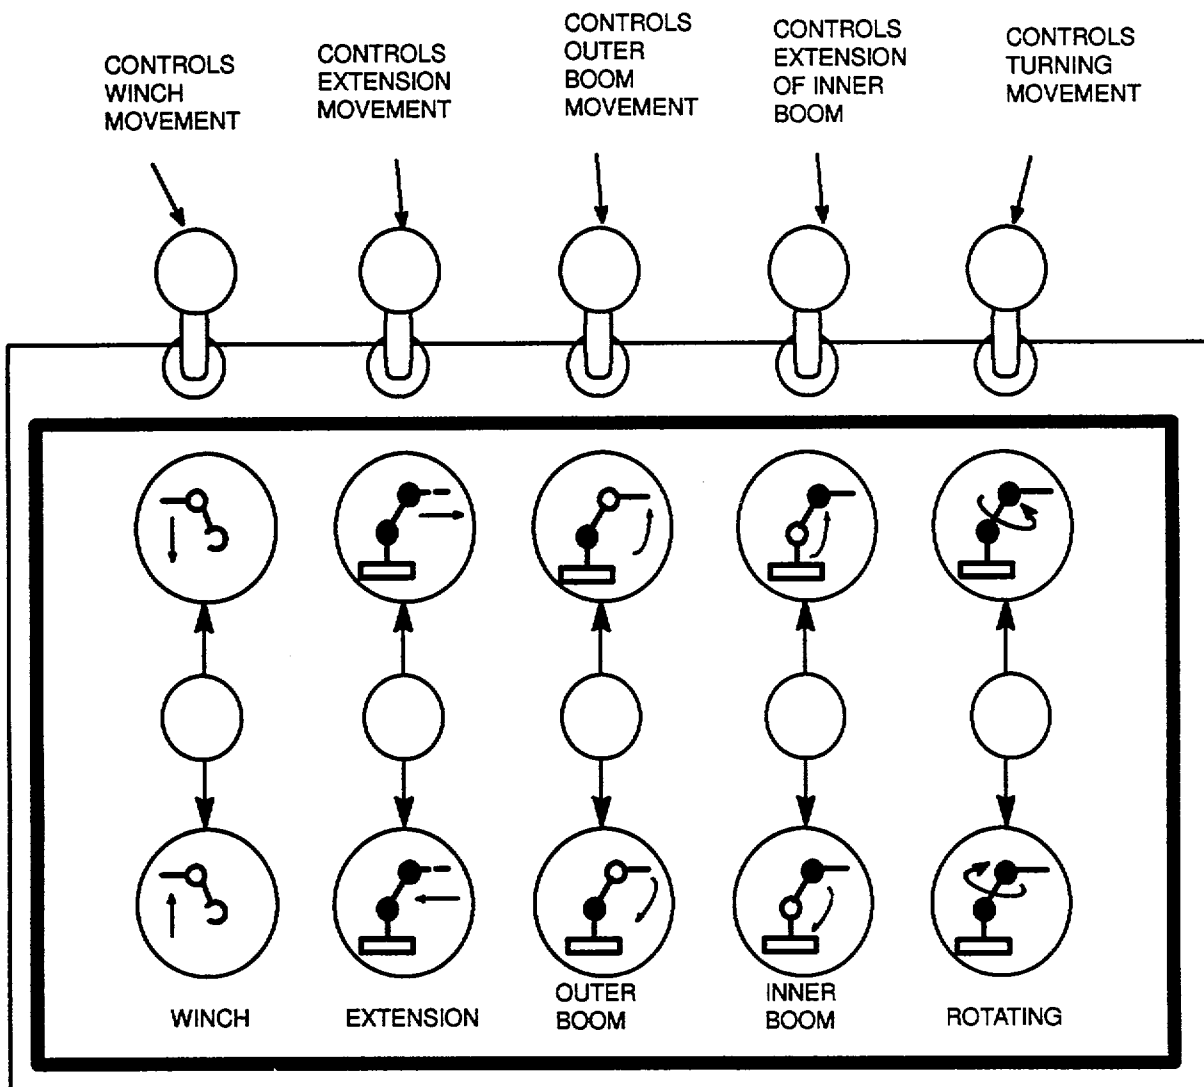 CONTROLS
WINCH
MOVEMENT
CONTROLS
EXTENSION
MOVEMENT
CONTROLS
OUTER
BOOM
MOVEMENT
CONTROLS
EXTENSION
OF INNER
BOOM
CONTROLS
TURNING
MOVEMENT
WINCH
EXTENSION
OUTER
BOOM
INNER
BOOM
ROTATING